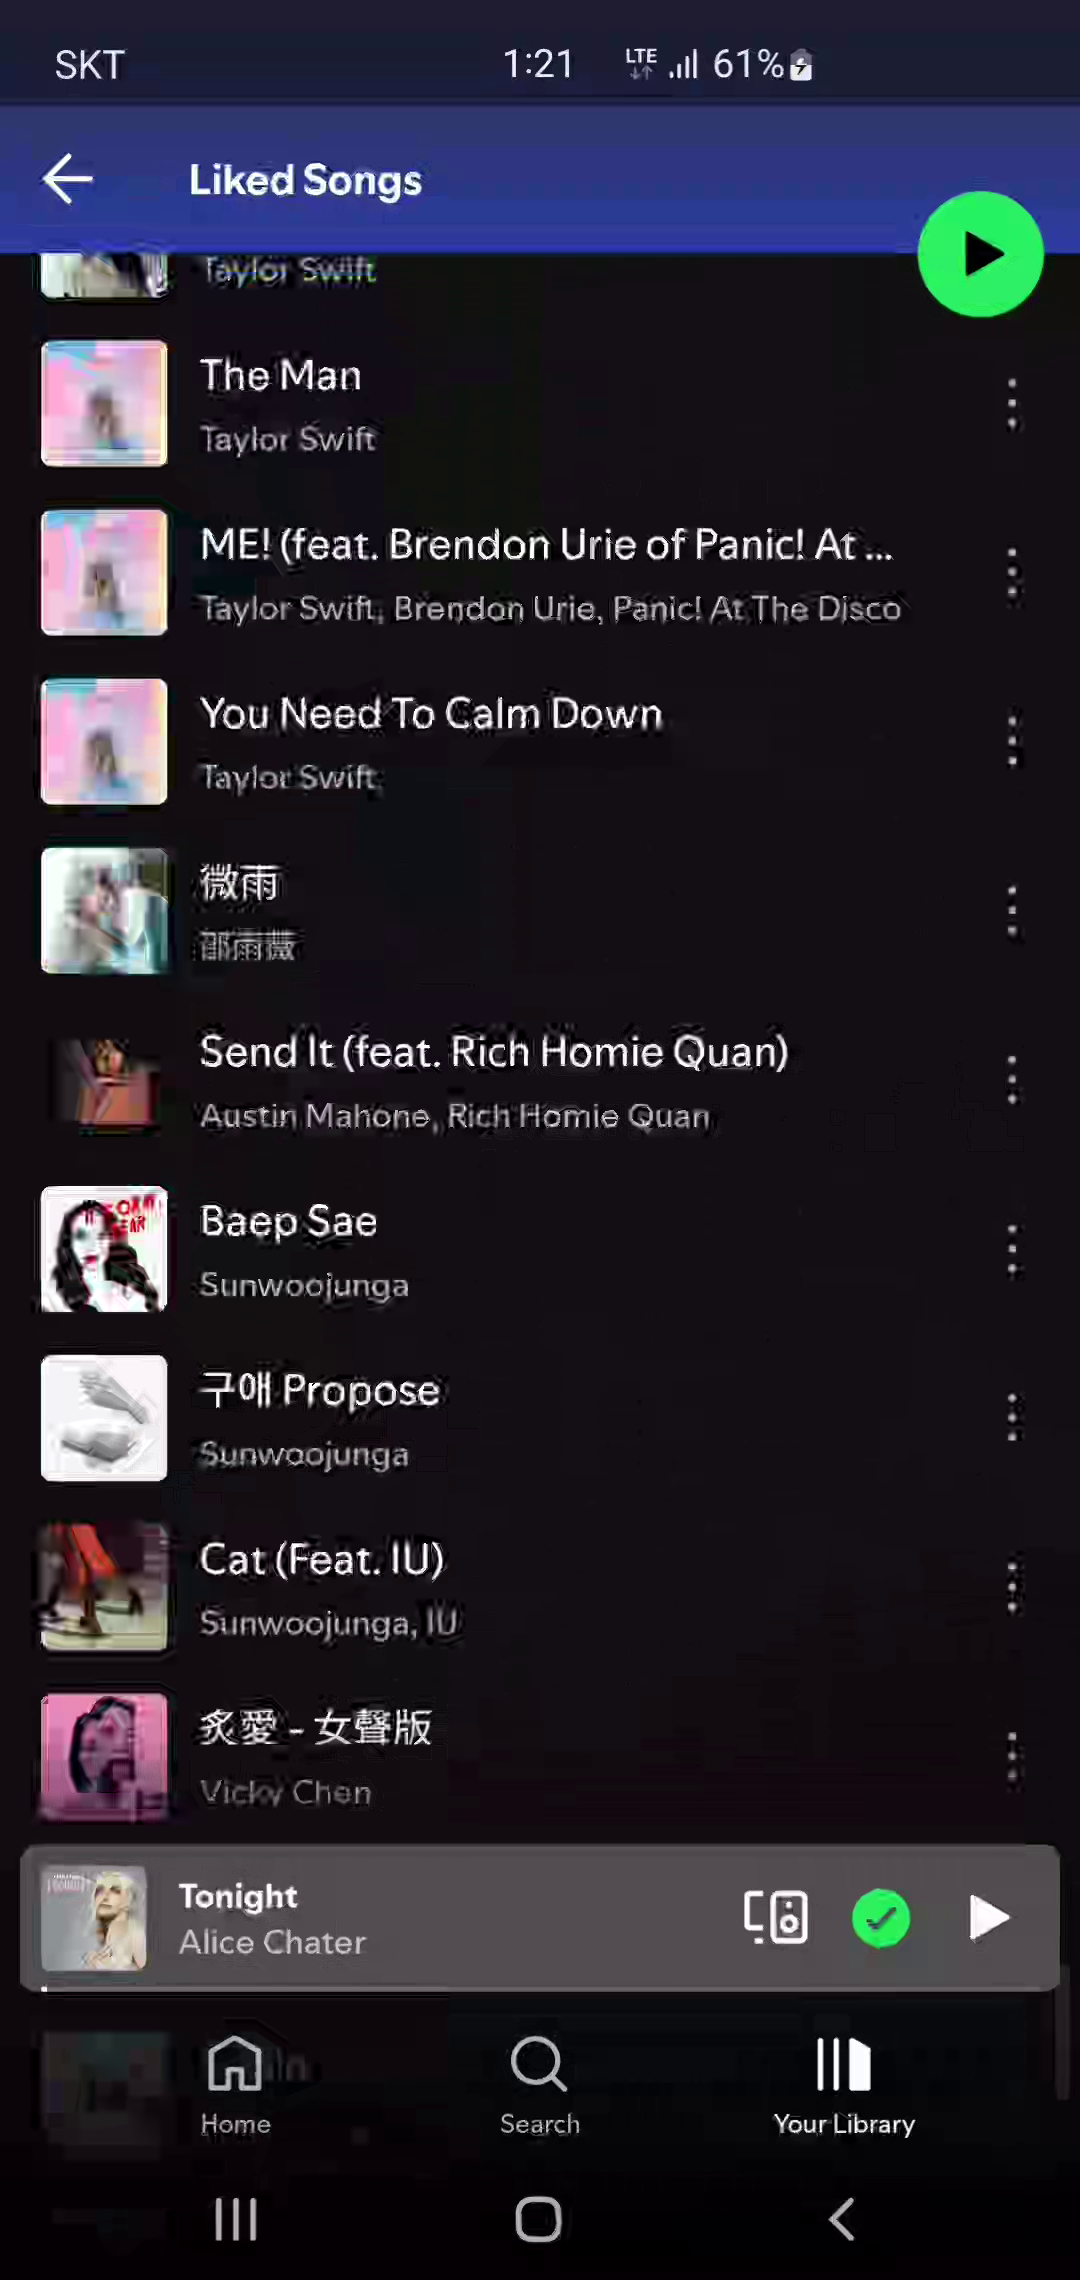 SKT 1:21 LTE 61%
Liked Songs
Taylor Swift
The Man
Taylor Swift
ME! (feat. Brendon Urie of Panic! At ...
Taylor Swift, Brendon Urie, Panic! At The Disco
You Need To Calm Down
Taylor Swift
微雨
邵雨薇
Send It (feat. Rich Homie Quan)
Austin Mahone, Rich Homie Quan
Baep Sae
Sunwoojunga
구애 Propose
Sunwoojunga
Cat (Feat. IU)
Sunwoojunga, IU
炙愛 - 女聲版
Vicky Chen
Tonight
Alice Chater
Home Search Your Library